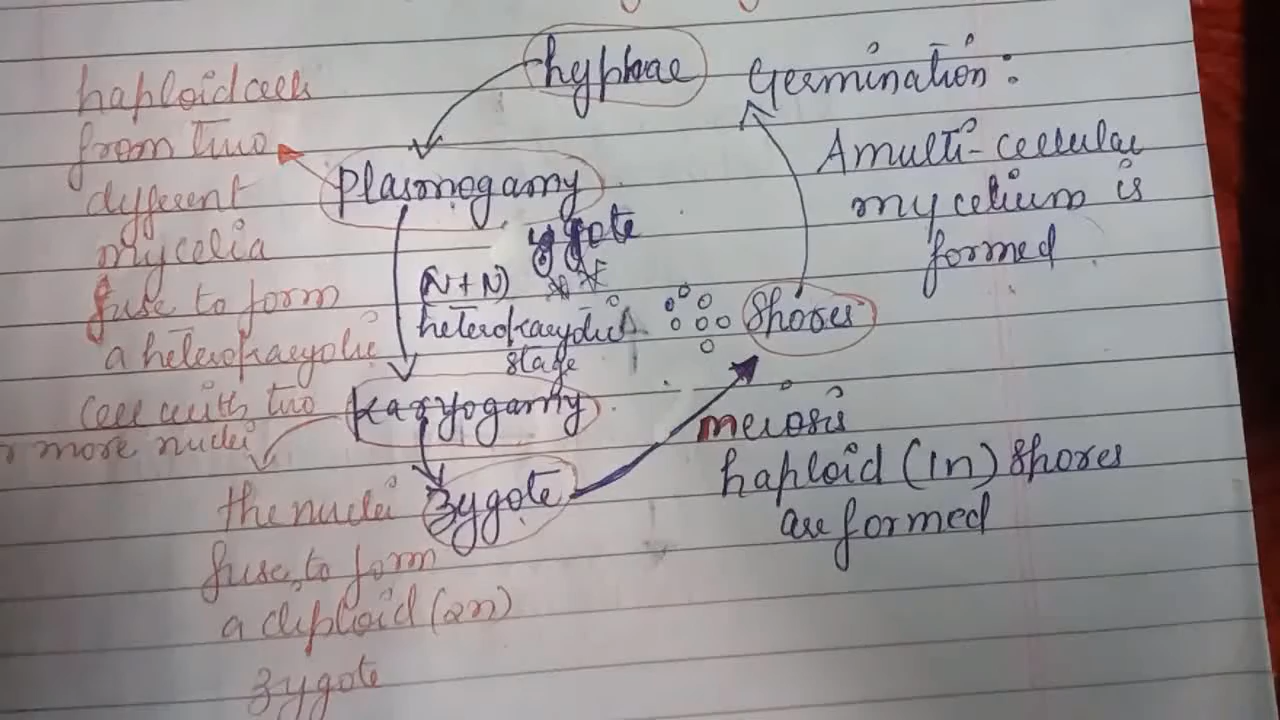 hyphae
Germination:
A multi-cellular
mycelium is
formed
haploid cells
from two
different
mycelia
fuse to form
a heterokaryotic
cell with two
r more nuclei
Plasmogamy
ygote
(N+N)
heterokaryotic
stage
Spores
Karyogamy
zygote
meiosis
haploid (1n) spores
are formed
the nuclei
fuse to form
a diploid (2n)
zygote